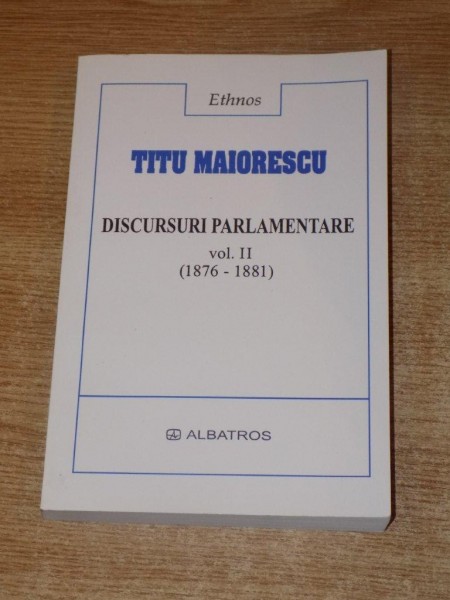 Ethnos
TITU MAIORESCU
DISCURSURI PARLAMENTARE
vol. II
(1876 - 1881)
ALBATROS